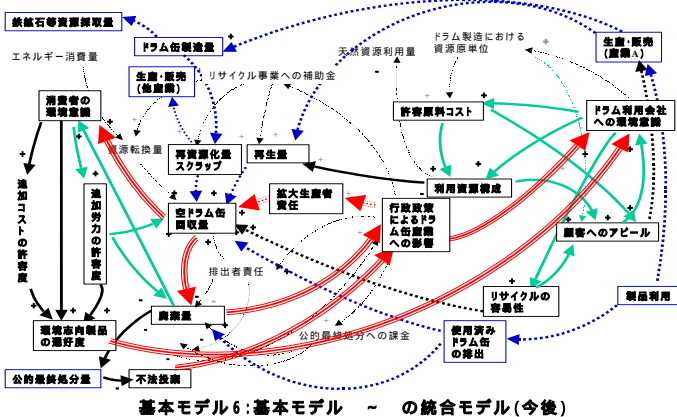 鉄鉱石等資源採取量
ドラム缶製造量
エネルギー消費量
生産・販売
(他産業)
リサイクル事業への補助金
天然資源利用量
ドラム製造における
資源原単位
生産・販売
(産業A)
消費者の
環境意識
許容原料コスト
ドラム利用会社
への環境意識
資源転換量
再資源化量
スクラップ
再生量
利用資源構成
追加コストの許容度
追加労力の許容度
空ドラム缶
回収量
拡大生産者
責任
行政政策
によるドラ
ム缶産業
への影響
顧客へのアピール
排出者責任
リサイクルの
容易性
製品利用
廃棄量
環境志向製品
の選好度
公的最終処分への課金
使用済み
ドラム缶
の排出
公的最終処分量
不法投棄
基本モデル6:基本モデル ~ の統合モデル(今後)